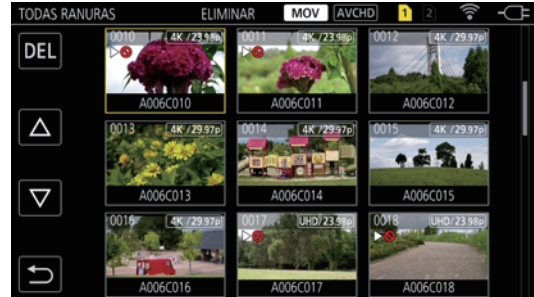 TODAS RANURAS ELIMINAR MOV AVCHD 1 2
DEL
0010 4K /23.98p 0011 4K /23.98p 0012 4K /29.97p
A006C010 A006C011 A006C012
0013 4K /29.97p 0014 4K /29.97p 0015 4K /29.97p
A006C013 A006C014 A006C015
0016 4K /29.97p 0017 UHD/23.98p 0018 UHD/23.98p
A006C016 A006C017 A006C018